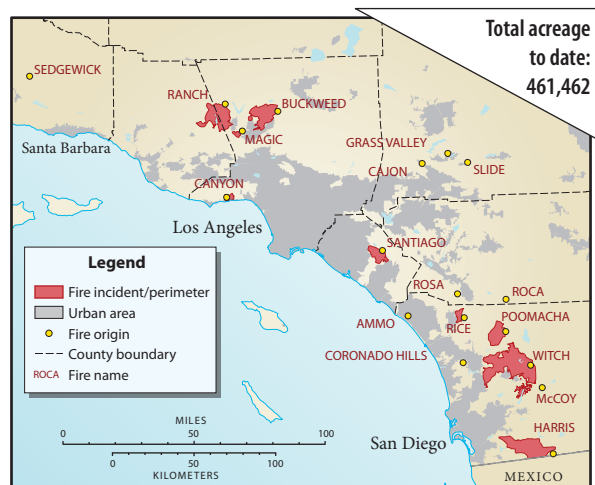 Total acreage
to date:
461,462
SEDGEWICK
RANCH
BUCKWEED
MAGIC
Santa Barbara
GRASS VALLEY
CAJON
SLIDE
CANYON
Los Angeles
SANTIAGO
ROSA
ROCA
AMMO
RICE
POOMACHA
CORONADO HILLS
WITCH
McCOY
HARRIS
San Diego
MEXICO
Legend
Fire incident/perimeter
Urban area
Fire origin
County boundary
ROCA Fire name
MILES
0 50 100
0 50 100
KILOMETERS